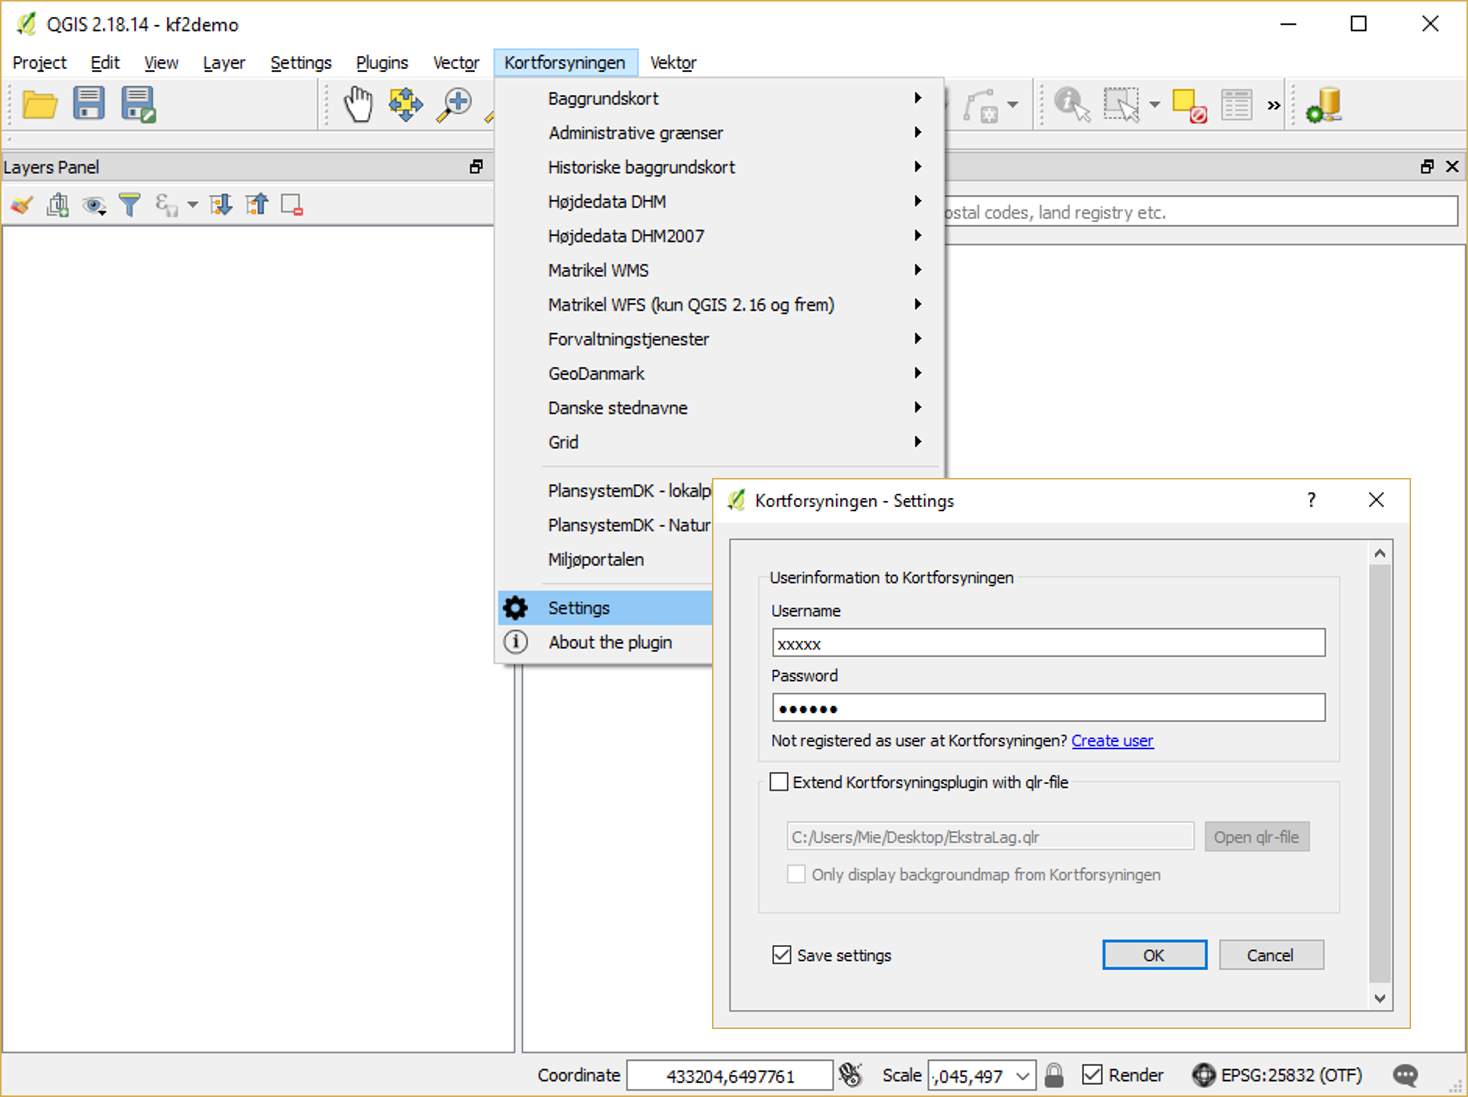 QGIS 2.18.14 - kf2demo
Project Edit View Layer Settings Plugins Vector Kortforsyningen Vektor
Baggrundskort
Administrative grænser
Layers Panel
Historiske baggrundskort
Højdedata DHM
ostal codes, land registry etc.
Højdedata DHM2007
Matrikel WMS
Matrikel WFS (kun QGIS 2.16 og frem)
Forvaltningstjenester
GeoDanmark
Danske stednavne
Grid
PlansystemDK - lokalp
PlansystemDK - Natur
Miljøportalen
Settings
About the plugin
Kortforsyningen - Settings
Userinformation to Kortforsyningen
Username
xxxxx
Password
••••••
Not registered as user at Kortforsyningen? Create user
Extend Kortforsyningsplugin with qlr-file
C:/Users/Mie/Desktop/EkstraLag.qlr Open qlr-file
Only display backgroundmap from Kortforsyningen
Save settings OK Cancel
Coordinate 433204,6497761 Scale :,045,497 Render EPSG:25832 (OTF)